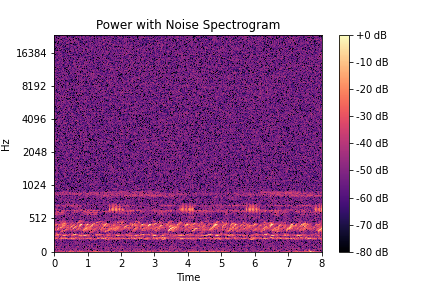 Power with Noise Spectrogram
+0 dB
16384
-10 dB
8192
-20 dB
4096
-30 dB
Hz
-40 dB
2048
-50 dB
1024
-60 dB
512
-70 dB
0
-80 dB
0 1 2 3 4 5 6 7 8
Time